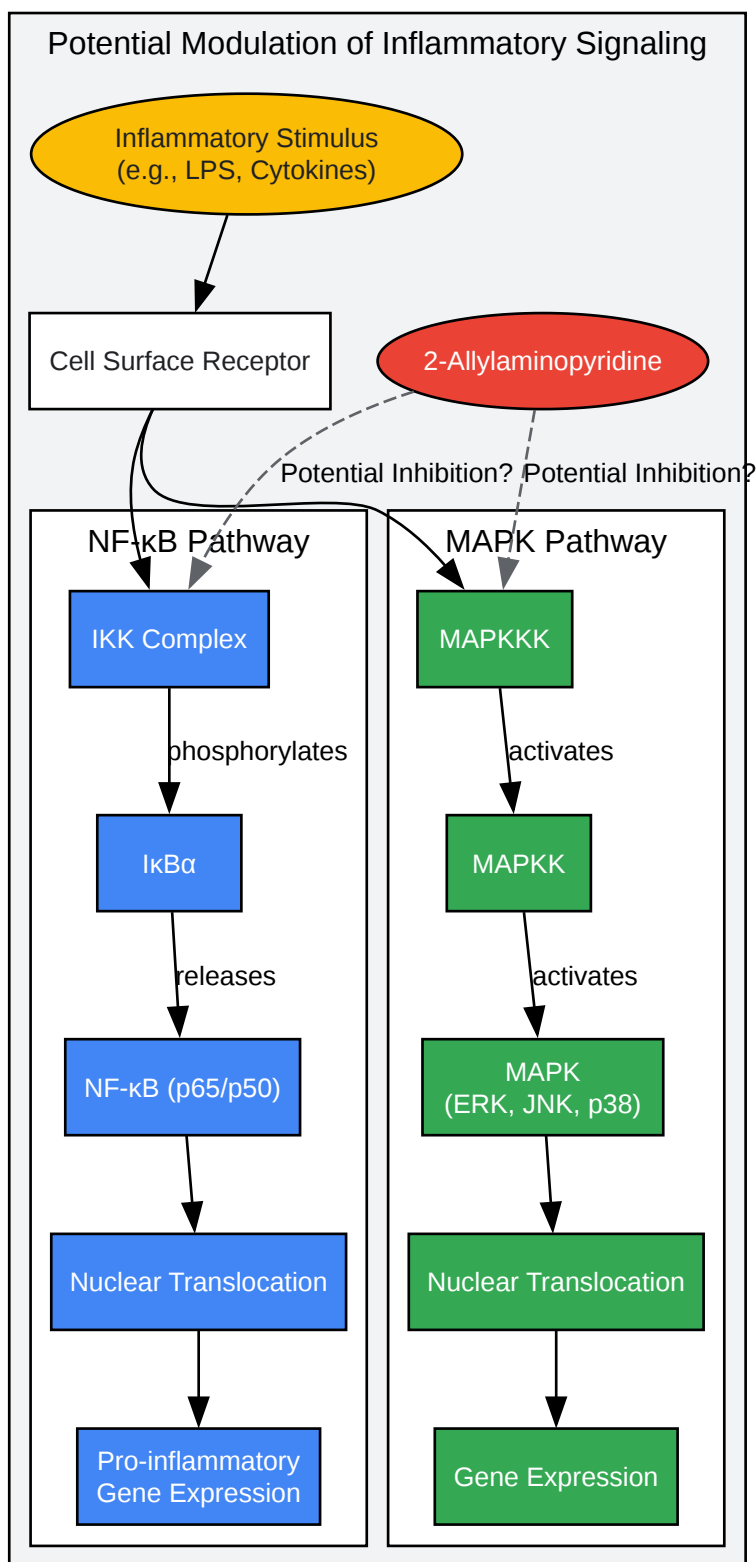 Potential Modulation of Inflammatory Signaling
Inflammatory Stimulus
(e.g., LPS, Cytokines)
Cell Surface Receptor
2-Allylaminopyridine
Potential Inhibition?
Potential Inhibition?
NF-κB Pathway
IKK Complex
phosphorylates
IκBα
releases
NF-κB (p65/p50)
Nuclear Translocation
Pro-inflammatory
Gene Expression
MAPK Pathway
MAPKKK
activates
MAPKK
activates
MAPK
(ERK, JNK, p38)
Nuclear Translocation
Gene Expression